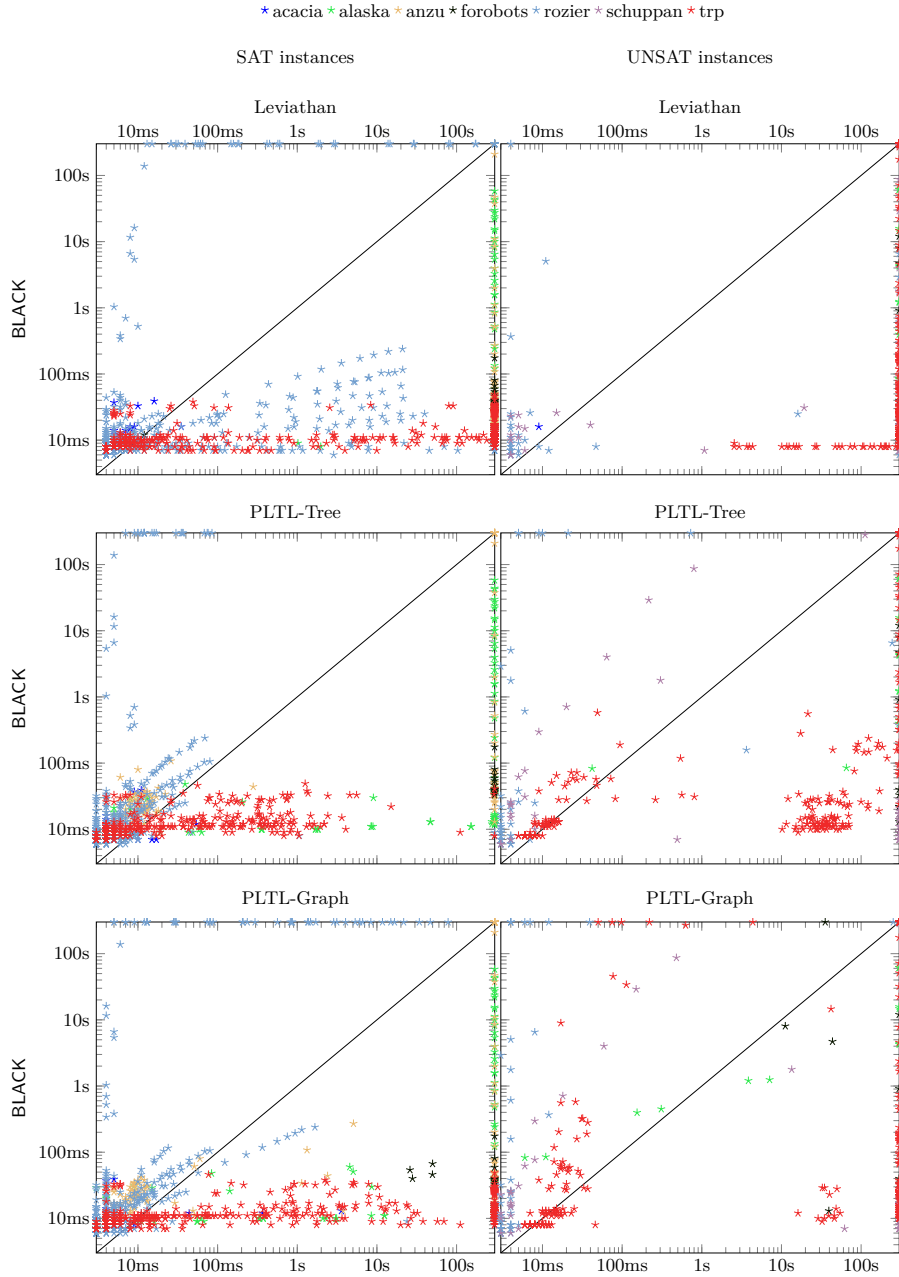 acacia alaska anzu forobots rozier schuppan trp
SAT instances UNSAT instances
Leviathan Leviathan
10ms 100ms 1s 10s 100s 10ms 100ms 1s 10s 100s
100s
10s
1s
100ms
10ms
BLACK
PLTL-Tree PLTL-Tree
100s
10s
1s
100ms
10ms
BLACK
PLTL-Graph PLTL-Graph
100s
10s
1s
100ms
10ms
BLACK
10ms 100ms 1s 10s 100s 10ms 100ms 1s 10s 100s